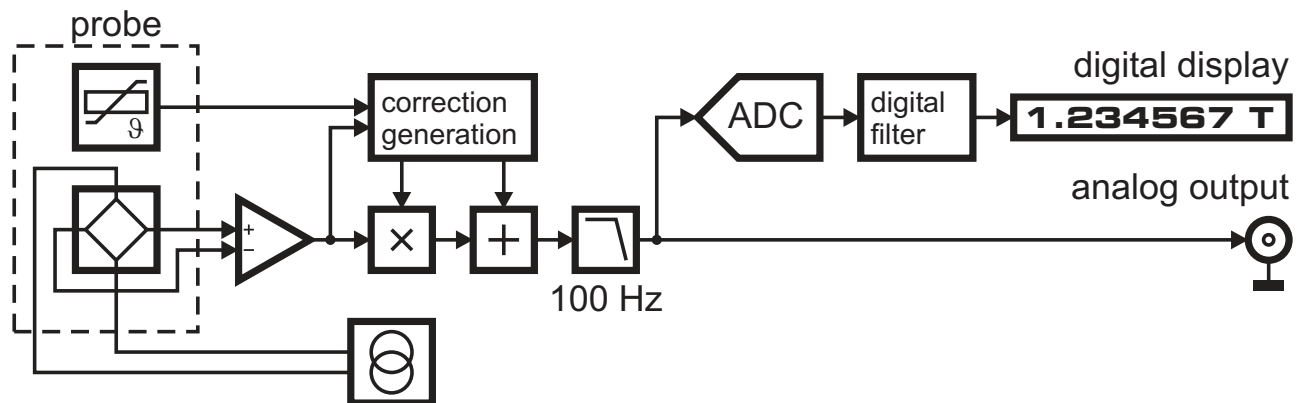 probe
ϑ
correction
generation
+
−
×
+
100 Hz
ADC
digital
filter
digital display
1.234567 T
analog output